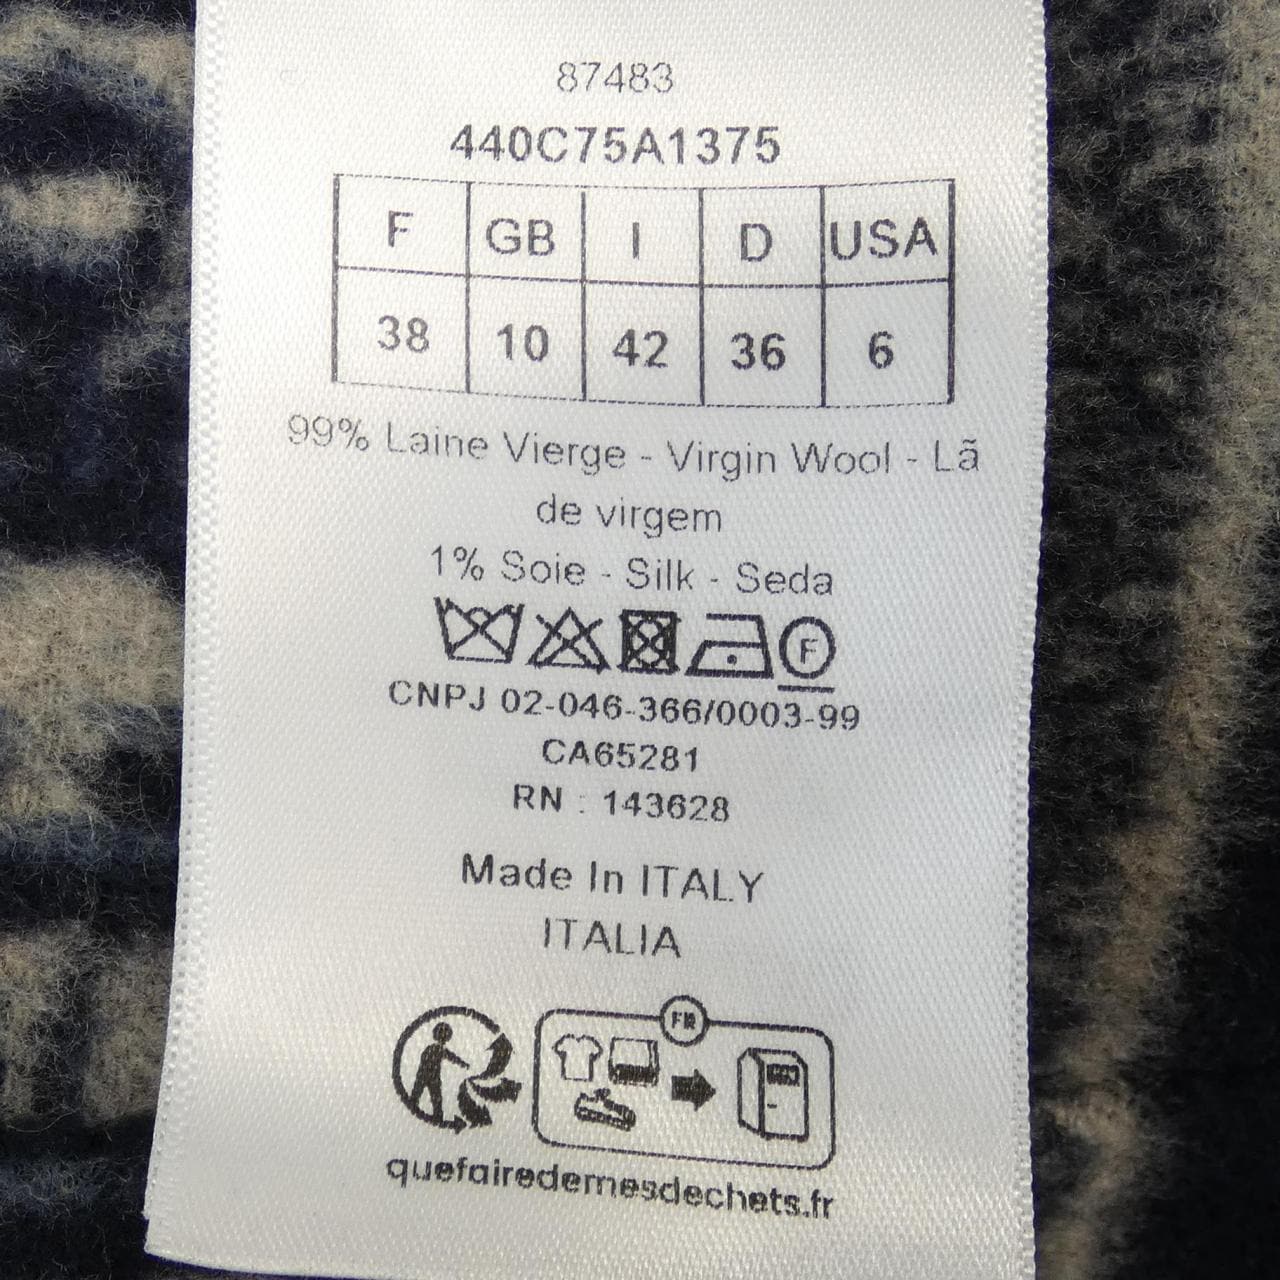 87483
440C75A1375
F GB I D USA
38 10 42 36 6
99% Laine Vierge - Virgin Wool - Lã
de virgem
1% Soie - Silk - Seda
F
CNPJ 02-046-366/0003-99
CA65281
RN : 143628
Made In ITALY
ITALIA
FR
quefairedemesdechets.fr